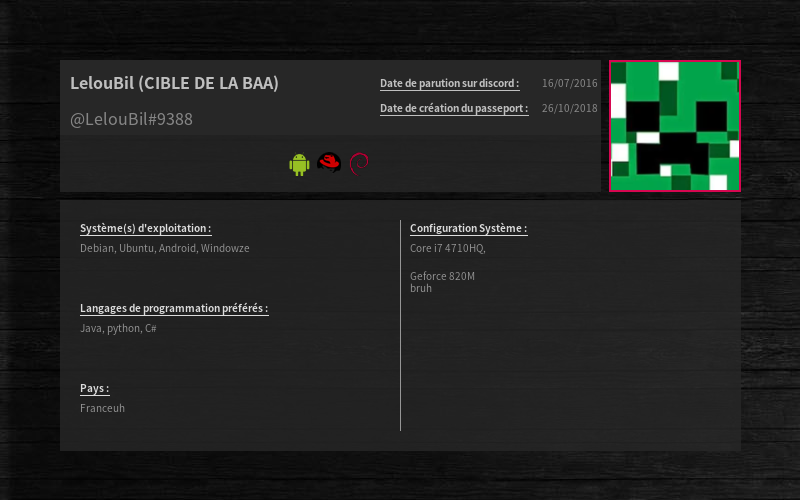 LelouBil (CIBLE DE LA BAA)
@LelouBil#9388
Date de parution sur discord : 16/07/2016
Date de création du passeport : 26/10/2018
Système(s) d'exploitation :
Debian, Ubuntu, Android, Windowze
Langages de programmation préférés :
Java, python, C#
Pays :
Franceuh
Configuration Système :
Core i7 4710HQ,
Geforce 820M
bruh